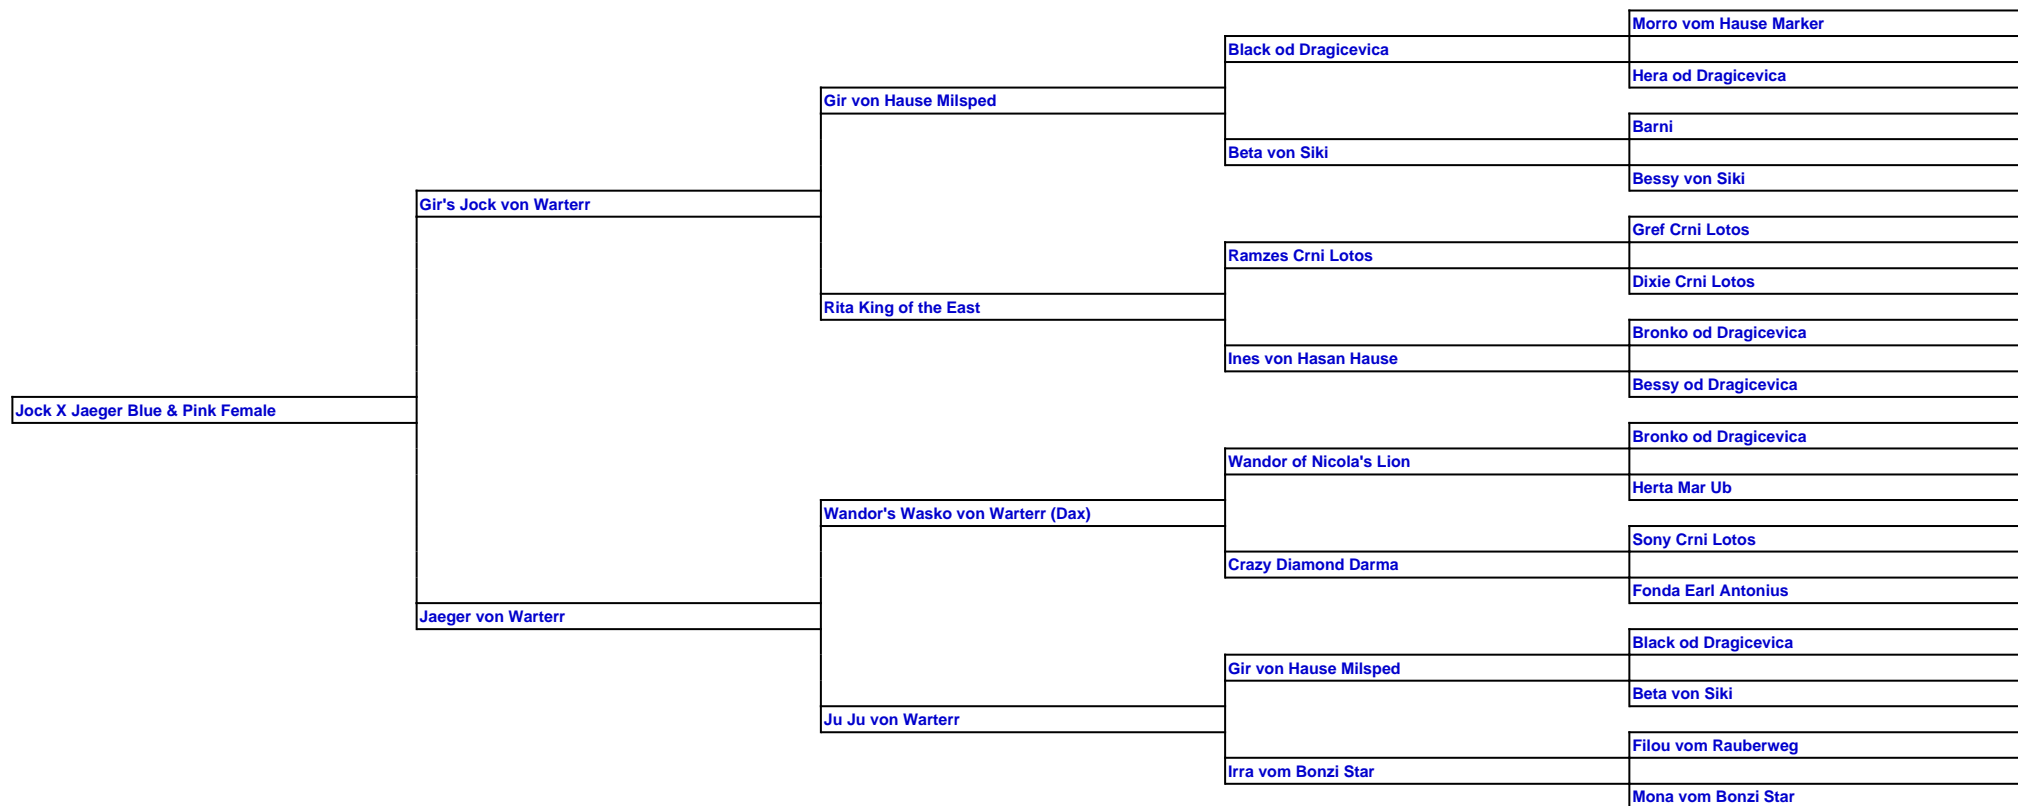 Morro vom Hause Marker
Black od Dragicevica
Hera od Dragicevica
Gir von Hause Milsped
Barni
Beta von Siki
Bessy von Siki
Gir's Jock von Warterr
Gref Crni Lotos
Ramzes Crni Lotos
Dixie Crni Lotos
Rita King of the East
Bronko od Dragicevica
Ines von Hasan Hause
Bessy od Dragicevica
Jock X Jaeger Blue & Pink Female
Bronko od Dragicevica
Wandor of Nicola's Lion
Herta Mar Ub
Wandor's Wasko von Warterr (Dax)
Sony Crni Lotos
Crazy Diamond Darma
Fonda Earl Antonius
Jaeger von Warterr
Black od Dragicevica
Gir von Hause Milsped
Beta von Siki
Ju Ju von Warterr
Filou vom Rauberweg
Irra vom Bonzi Star
Mona vom Bonzi Star